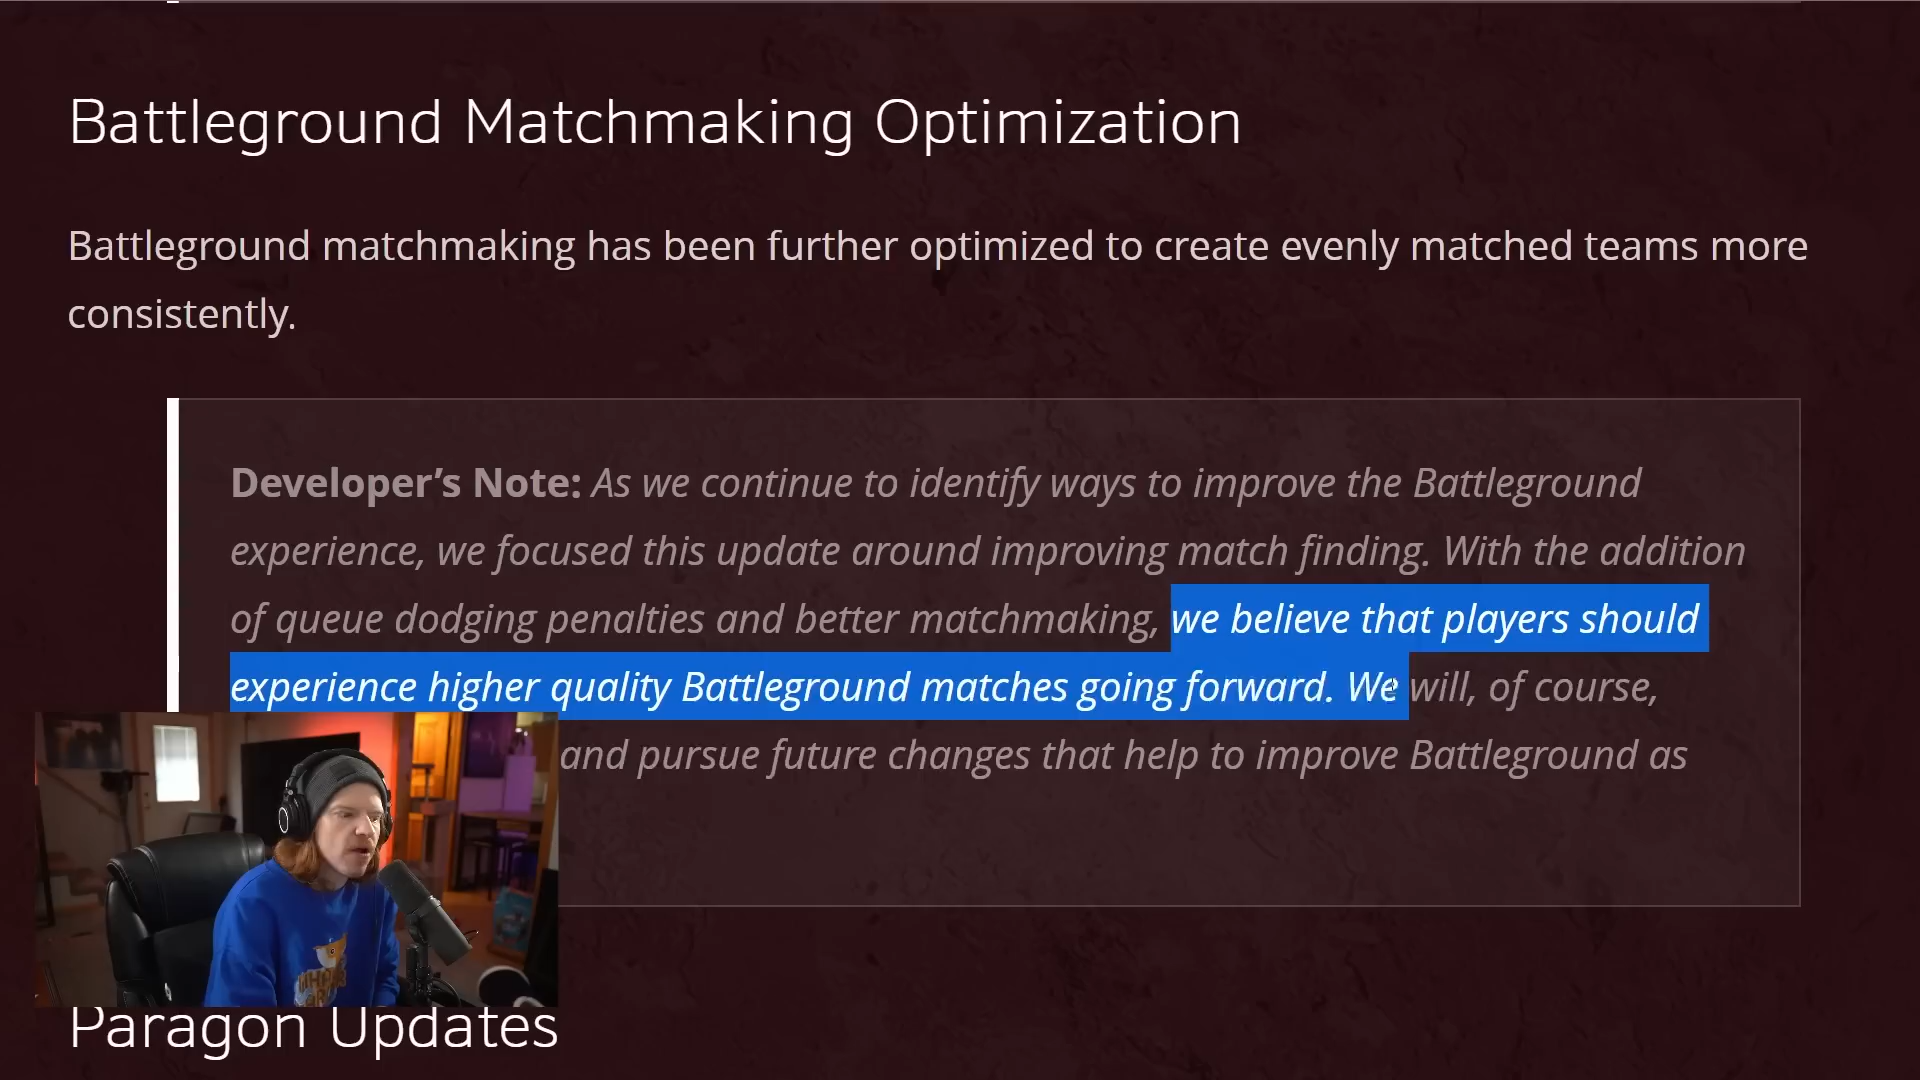 Battleground Matchmaking Optimization
Battleground matchmaking has been further optimized to create evenly matched teams more
consistently.
Developer’s Note: As we continue to identify ways to improve the Battleground
experience, we focused this update around improving match finding. With the addition
of queue dodging penalties and better matchmaking, we believe that players should
experience higher quality Battleground matches going forward. We will, of course,
and pursue future changes that help to improve Battleground as
Paragon Updates